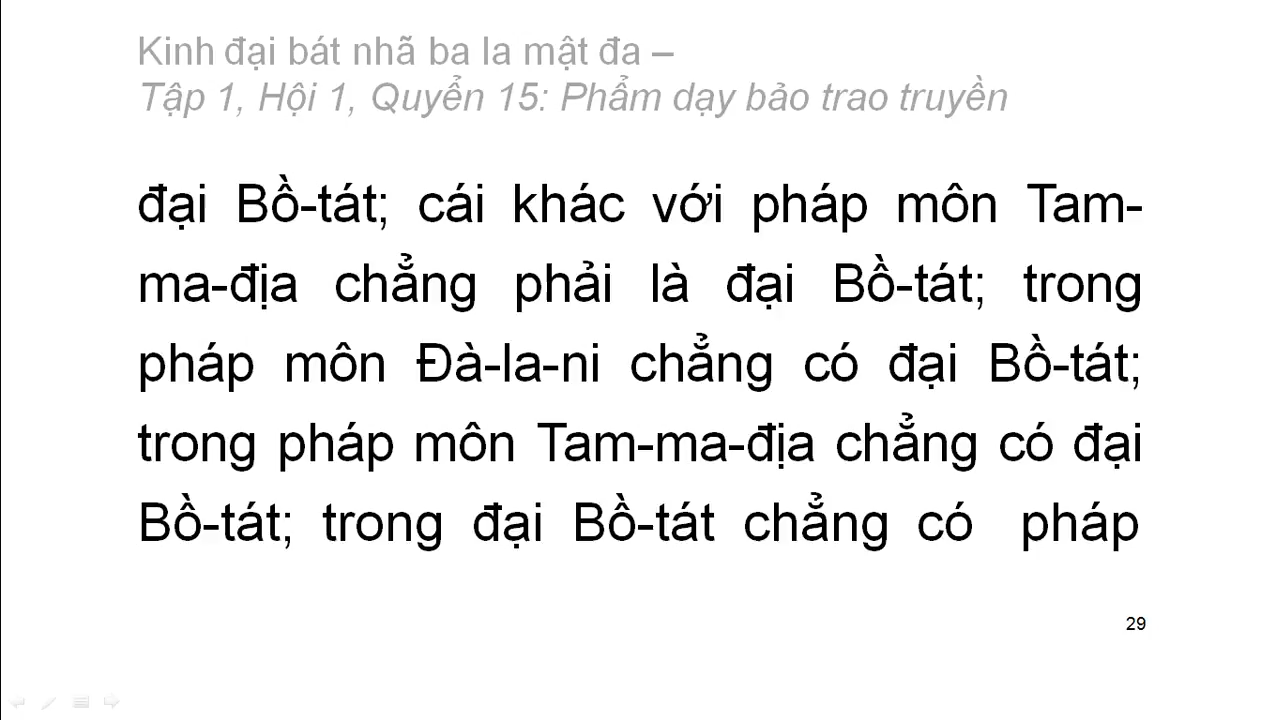 Kinh đại bát nhã ba la mật đa –
Tập 1, Hội 1, Quyển 15: Phẩm dạy bảo trao truyền
đại Bồ-tát; cái khác với pháp môn Tam-
ma-địa chẳng phải là đại Bồ-tát; trong
pháp môn Đà-la-ni chẳng có đại Bồ-tát;
trong pháp môn Tam-ma-địa chẳng có đại
Bồ-tát; trong đại Bồ-tát chẳng có pháp
29